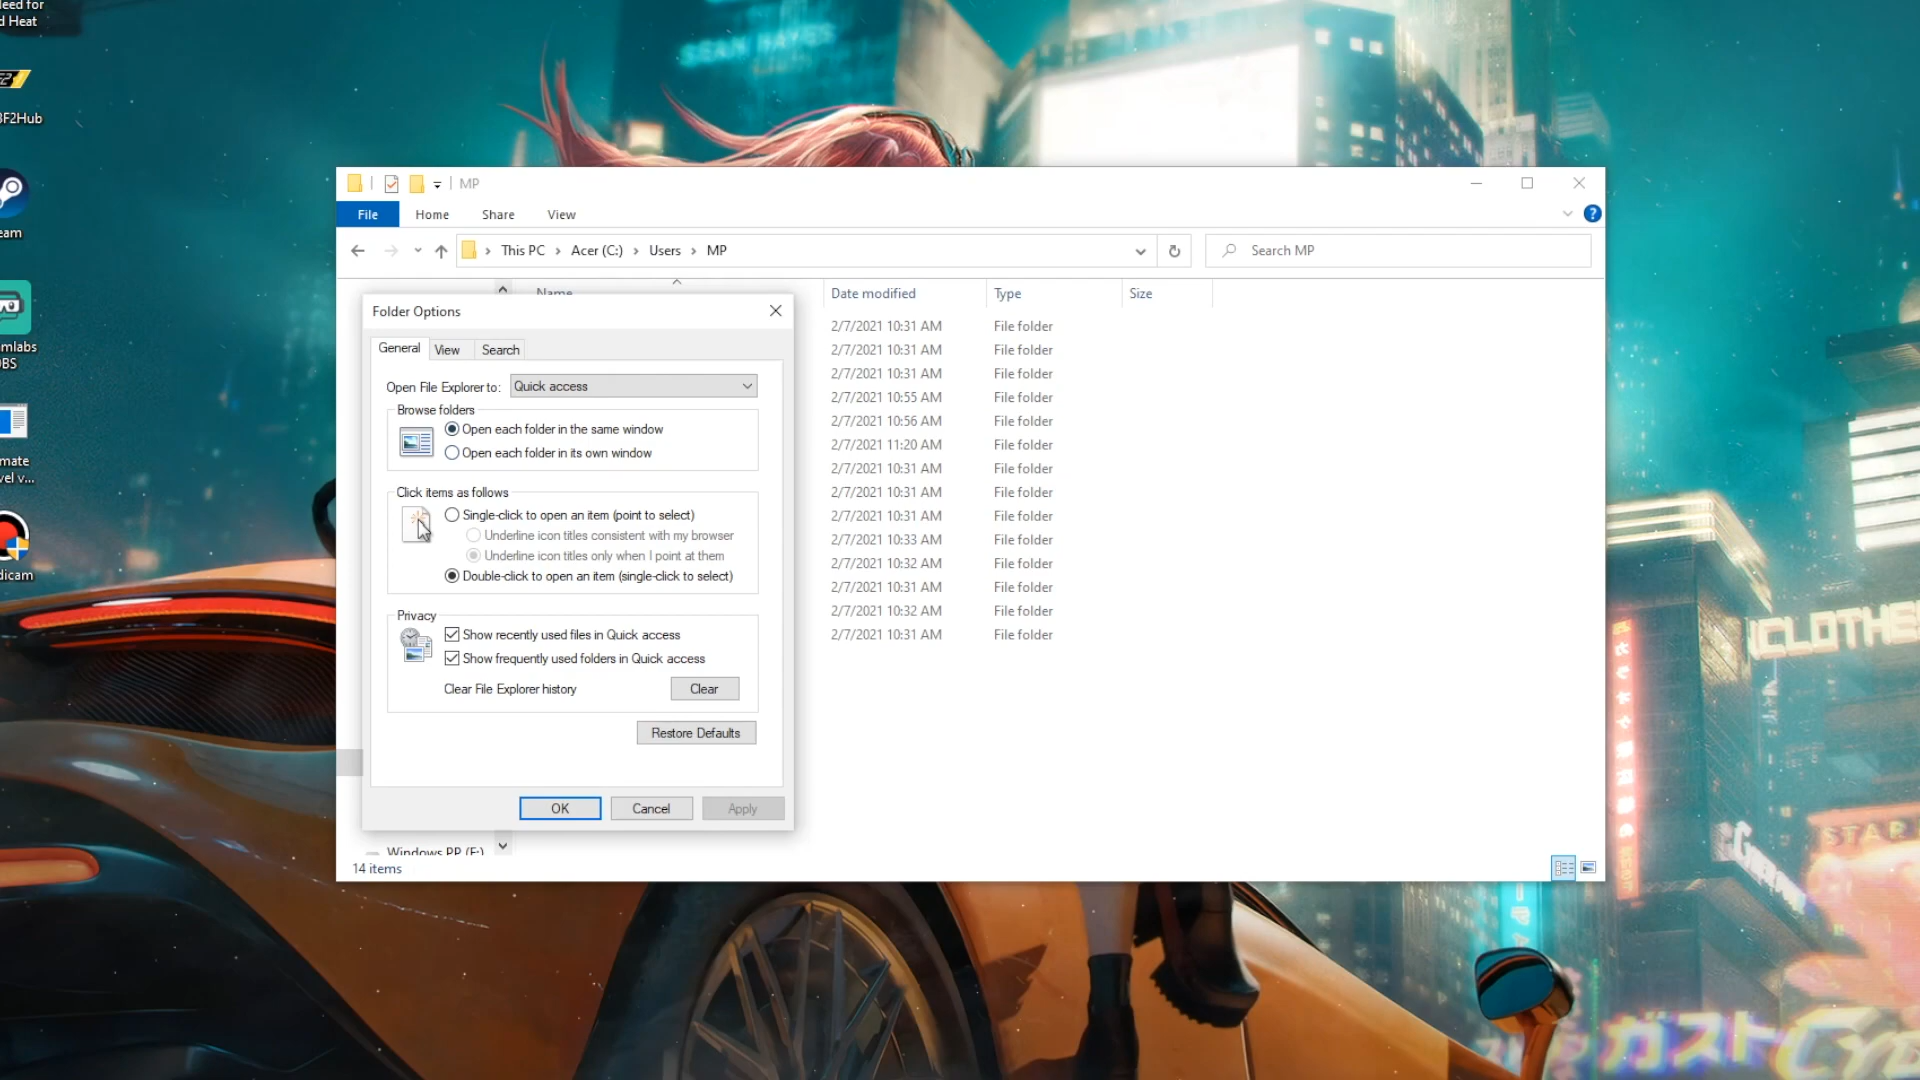 eed for
d Heat
F2Hub
eam
mlabs
BS
mate
vel v...
dicam
SEAN HAYES
MP
File
Home
Share
View
This PC
Acer (C:)
Users
MP
Search MP
Name
Date modified
Type
Size
2/7/2021 10:31 AM File folder
2/7/2021 10:31 AM File folder
2/7/2021 10:31 AM File folder
2/7/2021 10:55 AM File folder
2/7/2021 10:56 AM File folder
2/7/2021 11:20 AM File folder
2/7/2021 10:31 AM File folder
2/7/2021 10:31 AM File folder
2/7/2021 10:31 AM File folder
2/7/2021 10:33 AM File folder
2/7/2021 10:32 AM File folder
2/7/2021 10:31 AM File folder
2/7/2021 10:32 AM File folder
2/7/2021 10:31 AM File folder
Folder Options
General
View
Search
Open File Explorer to: Quick access
Browse folders
Open each folder in the same window
Open each folder in its own window
Click items as follows
Single-click to open an item (point to select)
Underline icon titles consistent with my browser
Underline icon titles only when I point at them
Double-click to open an item (single-click to select)
Privacy
Show recently used files in Quick access
Show frequently used folders in Quick access
Clear File Explorer history
Clear
Restore Defaults
OK
Cancel
Apply
Windows PP (F:)
14 items
CLOTHE
STAR
ガスト